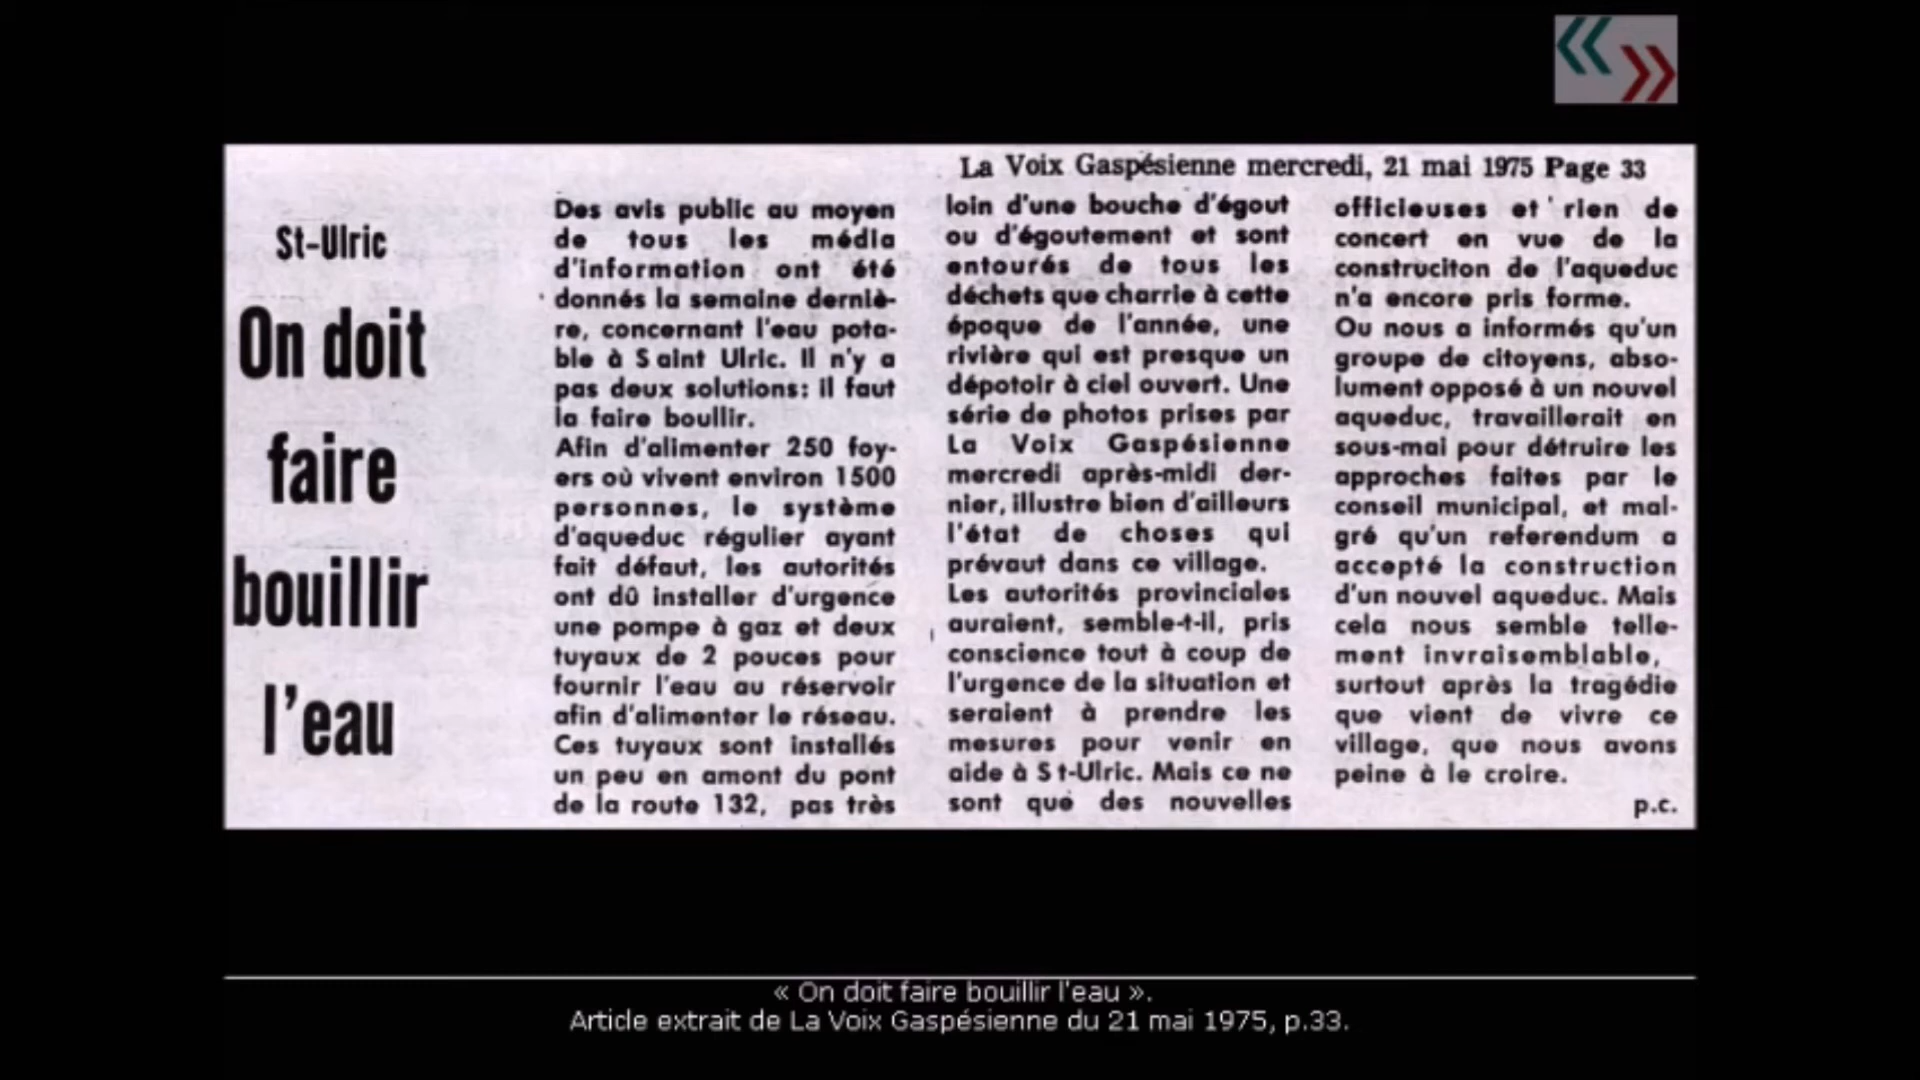 La Voix Gaspésienne mercredi, 21 mai 1975 Page 33
St-Ulric
On doit
faire
bouillir
l'eau
Des avis public au moyen
de tous les média
d'information ont été
donnés la semaine derniè-
re, concernant l'eau pota-
ble à Saint Ulric. Il n'y a
pas deux solutions: il faut
la faire boullir.
Afin d'alimenter 250 foy-
ers où vivent environ 1500
personnes, le système
d'aqueduc régulier ayant
fait défaut, les autorités
ont dû installer d'urgence
une pompe à gaz et deux
tuyaux de 2 pouces pour
fournir l'eau au réservoir
afin d'alimenter le réseau.
Ces tuyaux sont installés
un peu en amont du pont
de la route 132, pas très
loin d'une bouche d'égout
ou d'égoutement et sont
entourés de tous les
déchets que charrie à cette
époque de l'année, une
rivière qui est presque un
dépotoir à ciel ouvert. Une
série de photos prises par
La Voix Gaspésienne
mercredi après-midi der-
nier, illustre bien d'ailleurs
l'état de choses qui
prévaut dans ce village.
Les autorités provinciales
auraient, semble-t-il, pris
conscience tout à coup de
l'urgence de la situation et
seraient à prendre les
mesures pour venir en
aide à St-Ulric. Mais ce ne
sont que des nouvelles
officieuses et rien de
concert en vue de la
construciton de l'aqueduc
n'a encore pris forme.
Ou nous a informés qu'un
groupe de citoyens, abso-
lument opposé à un nouvel
aqueduc, travaillerait en
sous-mai pour détruire les
approches faites par le
conseil municipal, et mal-
gré qu'un referendum a
accepté la construction
d'un nouvel aqueduc. Mais
cela nous semble telle-
ment invraisemblable,
surtout après la tragédie
que vient de vivre ce
village, que nous avons
peine à le croire.
p.c.
« On doit faire bouillir l'eau ».
Article extrait de La Voix Gaspésienne du 21 mai 1975, p.33.